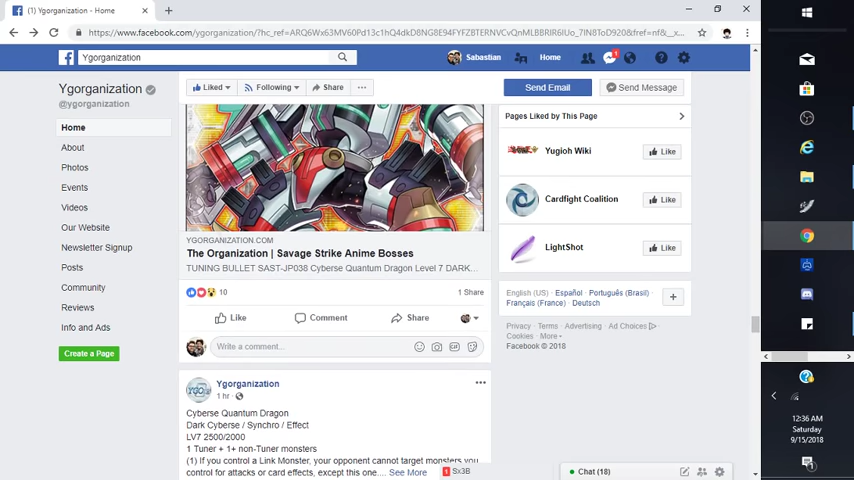 (1) Ygorganization - Home
https://www.facebook.com/ygorganization/?hc_ref=ARQ6Wx63MV60Pd13c1hQ4dkD8NG8E94FYFZBTERNVCvQnMLBBRIR6IUo_7IN8ToD920&fref=nf&__x...
Ygorganization
Sabastian
Home
1
Ygorganization
@ygorganization
Liked
Following
Share
Send Email
Send Message
Home
About
Photos
Events
Videos
Our Website
Newsletter Signup
Posts
Community
Reviews
Info and Ads
Create a Page
YGORGANIZATION.COM
The Organization | Savage Strike Anime Bosses
TUNING BULLET SAST-JP038 Cyberse Quantum Dragon Level 7 DARK...
10
1 Share
Like
Comment
Share
Write a comment...
GIF
Ygorganization
1 hr
Cyberse Quantum Dragon
Dark Cyberse / Synchro / Effect
LV7 2500/2000
1 Tuner + 1+ non-Tuner monsters
(1) If you control a Link Monster, your opponent cannot target monsters you
control for attacks or card effects, except this one.... See More
Pages Liked by This Page
Yugioh Wiki
Like
Cardfight Coalition
Like
LightShot
Like
English (US) · Español · Português (Brasil) ·
Français (France) · Deutsch
Privacy · Terms · Advertising · Ad Choices
Cookies · More
Facebook © 2018
1 Sx3B
Chat (18)
12:36 AM
Saturday
9/15/2018
1